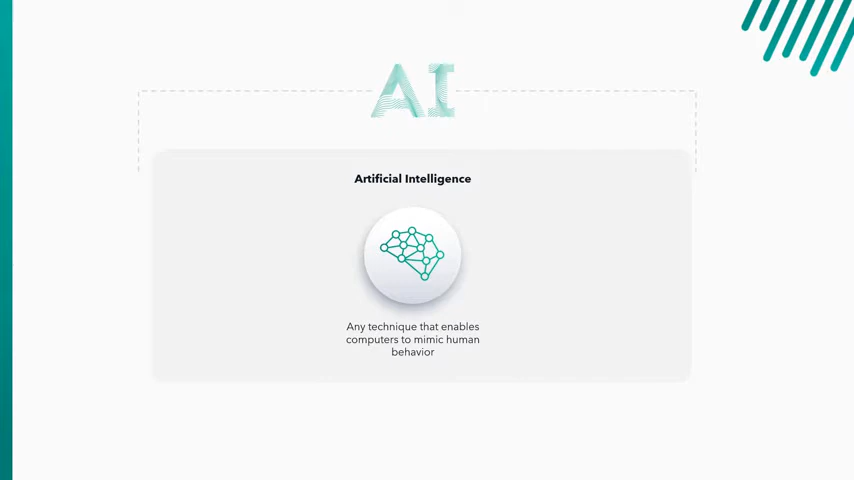 AI
Artificial Intelligence
Any technique that enables
computers to mimic human
behavior